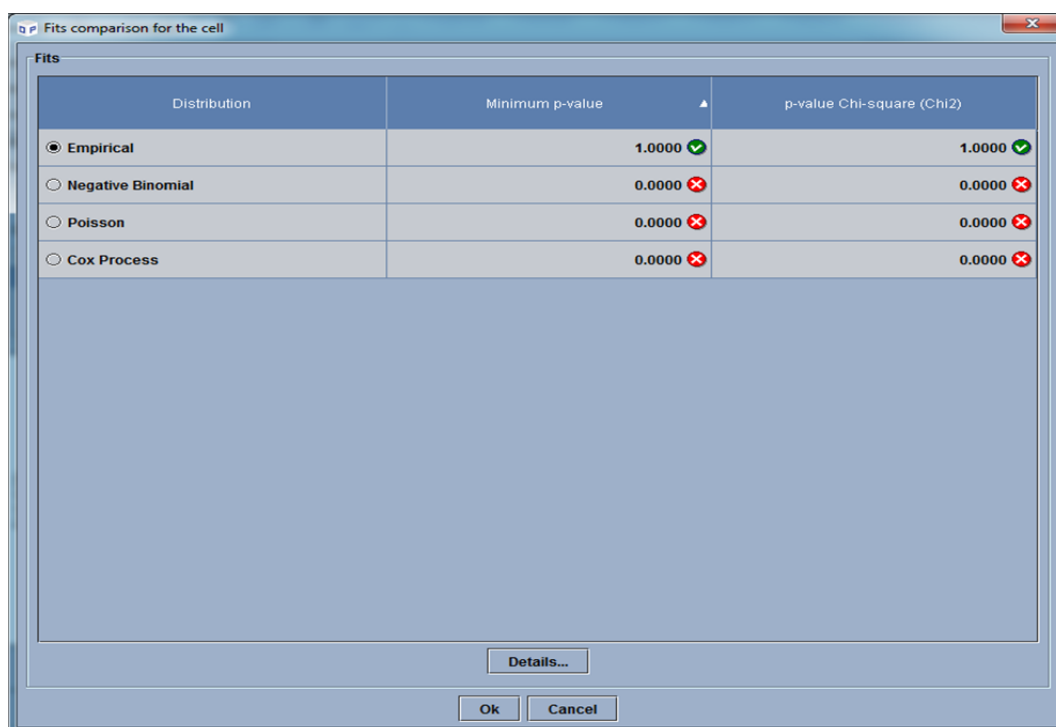 Fits comparison for the cell
Fits
Distribution Minimum p-value p-value Chi-square (Chi2)
Empirical 1.0000 1.0000
Negative Binomial 0.0000 0.0000
Poisson 0.0000 0.0000
Cox Process 0.0000 0.0000
Details...
Ok Cancel